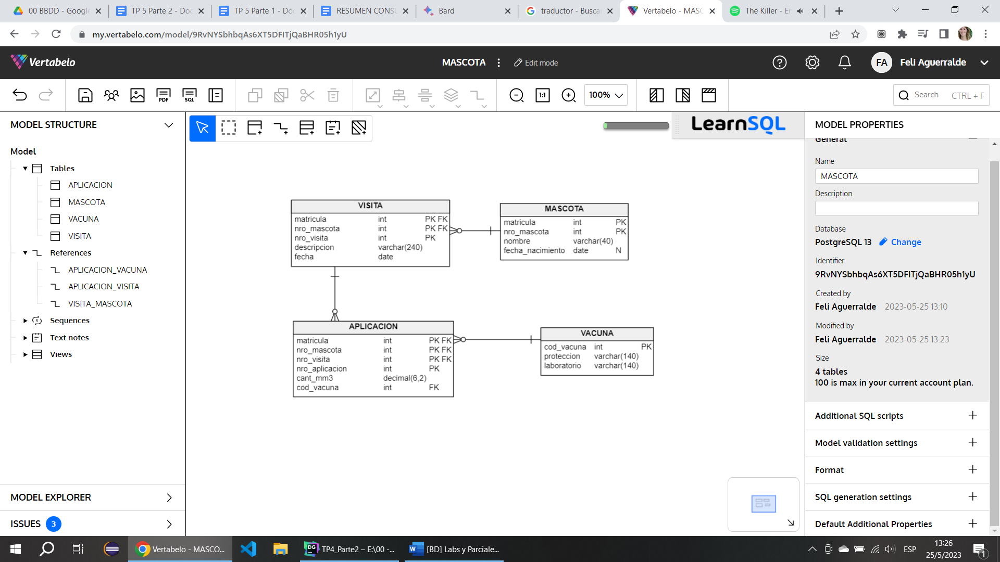 00 BBDD - Google
TP 5 Parte 2 - Doc
TP 5 Parte 1 - Doc
RESUMEN CONSU
Bard
traductor - Buscar
Vertabelo - MASC
The Killer - En
my.vertabelo.com/model/9RvNYSbhbqAs6XT5DFITjQaBHR05h1yU
Vertabelo
MASCOTA
Edit mode
FA
Feli Aguerralde
PDF
SQL
1:1
100%
Search
CTRL + F
MODEL STRUCTURE
Model
Tables
APLICACION
MASCOTA
VACUNA
VISITA
References
APLICACION_VACUNA
APLICACION_VISITA
VISITA_MASCOTA
Sequences
Text notes
Views
MODEL EXPLORER
ISSUES 3
LearnSQL
VISITA
matricula int PK FK
nro_mascota int PK FK
nro_visita int PK
descripcion varchar(240)
fecha date
MASCOTA
matricula int PK
nro_mascota int PK
nombre varchar(40)
fecha_nacimiento date N
APLICACION
matricula int PK FK
nro_mascota int PK FK
nro_visita int PK FK
nro_aplicacion int PK
cant_mm3 decimal(6,2)
cod_vacuna int FK
VACUNA
cod_vacuna int PK
proteccion varchar(140)
laboratorio varchar(140)
MODEL PROPERTIES
General
Name
MASCOTA
Description
Database
PostgreSQL 13 Change
Identifier
9RvNYSbhbqAs6XT5DFITjQaBHR05h1yU
Created by
Feli Aguerralde 2023-05-25 13:10
Modified by
Feli Aguerralde 2023-05-25 13:23
Size
4 tables
100 is max in your current account plan.
Additional SQL scripts
Model validation settings
Format
SQL generation settings
Default Additional Properties
Vertabelo - MASCO...
DG
TP4_Parte2 – E:\00 -...
[BD] Labs y Parciale...
ESP
13:26
25/5/2023
1